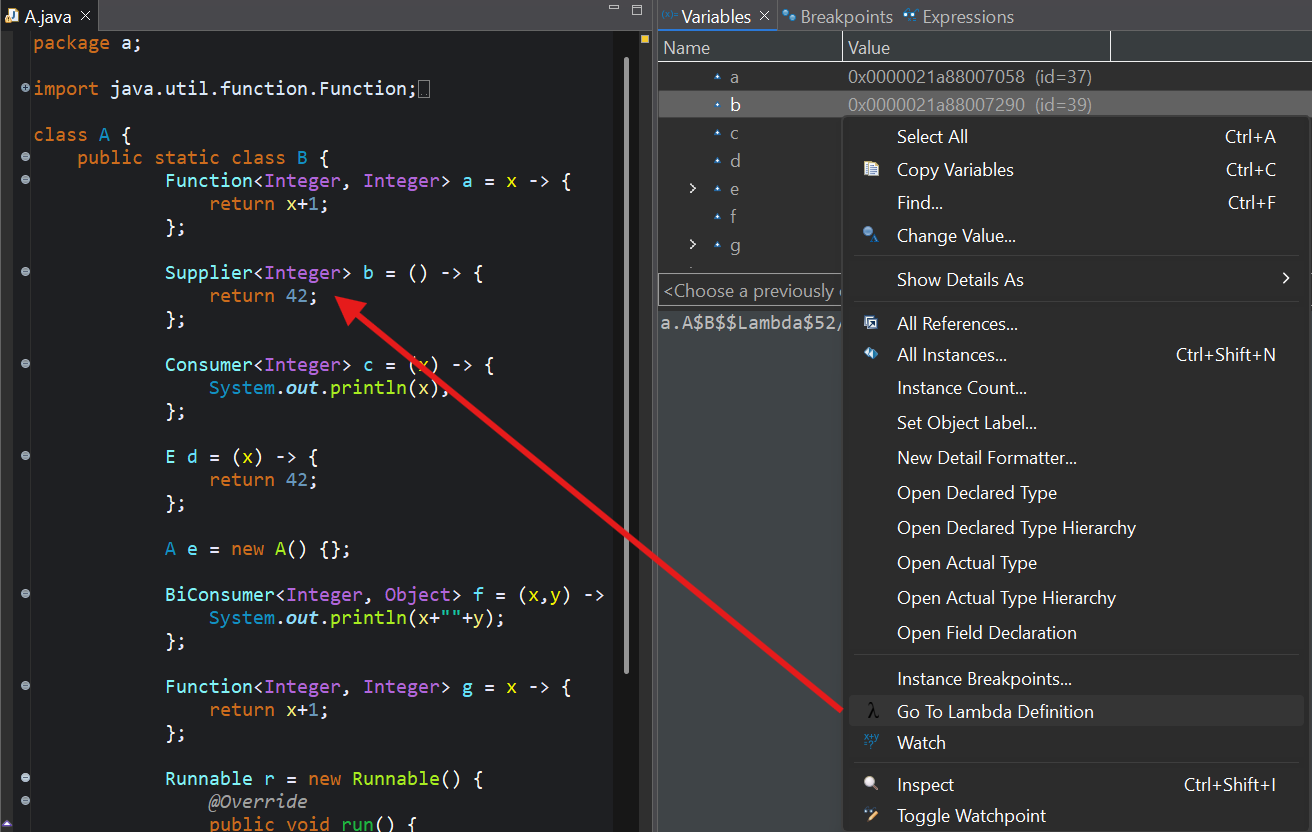 A.java
package a;
import java.util.function.Function;
class A {
public static class B {
Function<Integer, Integer> a = x -> {
return x+1;
};
Supplier<Integer> b = () -> {
return 42;
};
Consumer<Integer> c = (x) -> {
System.out.println(x);
};
E d = (x) -> {
return 42;
};
A e = new A() {};
BiConsumer<Integer, Object> f = (x,y) ->
System.out.println(x+""+y);
};
Function<Integer, Integer> g = x -> {
return x+1;
};
Runnable r = new Runnable() {
@Override
public void run() {
Variables Breakpoints Expressions
Name Value
a 0x0000021a88007058 (id=37)
b 0x0000021a88007290 (id=39)
c
d
e
f
g
<Choose a previously
a.A$B$$Lambda$52/
Select All Ctrl+A
Copy Variables Ctrl+C
Find... Ctrl+F
Change Value...
Show Details As
All References...
All Instances... Ctrl+Shift+N
Instance Count...
Set Object Label...
New Detail Formatter...
Open Declared Type
Open Declared Type Hierarchy
Open Actual Type
Open Actual Type Hierarchy
Open Field Declaration
Instance Breakpoints...
λ Go To Lambda Definition
x+y=? Watch
Inspect Ctrl+Shift+I
Toggle Watchpoint